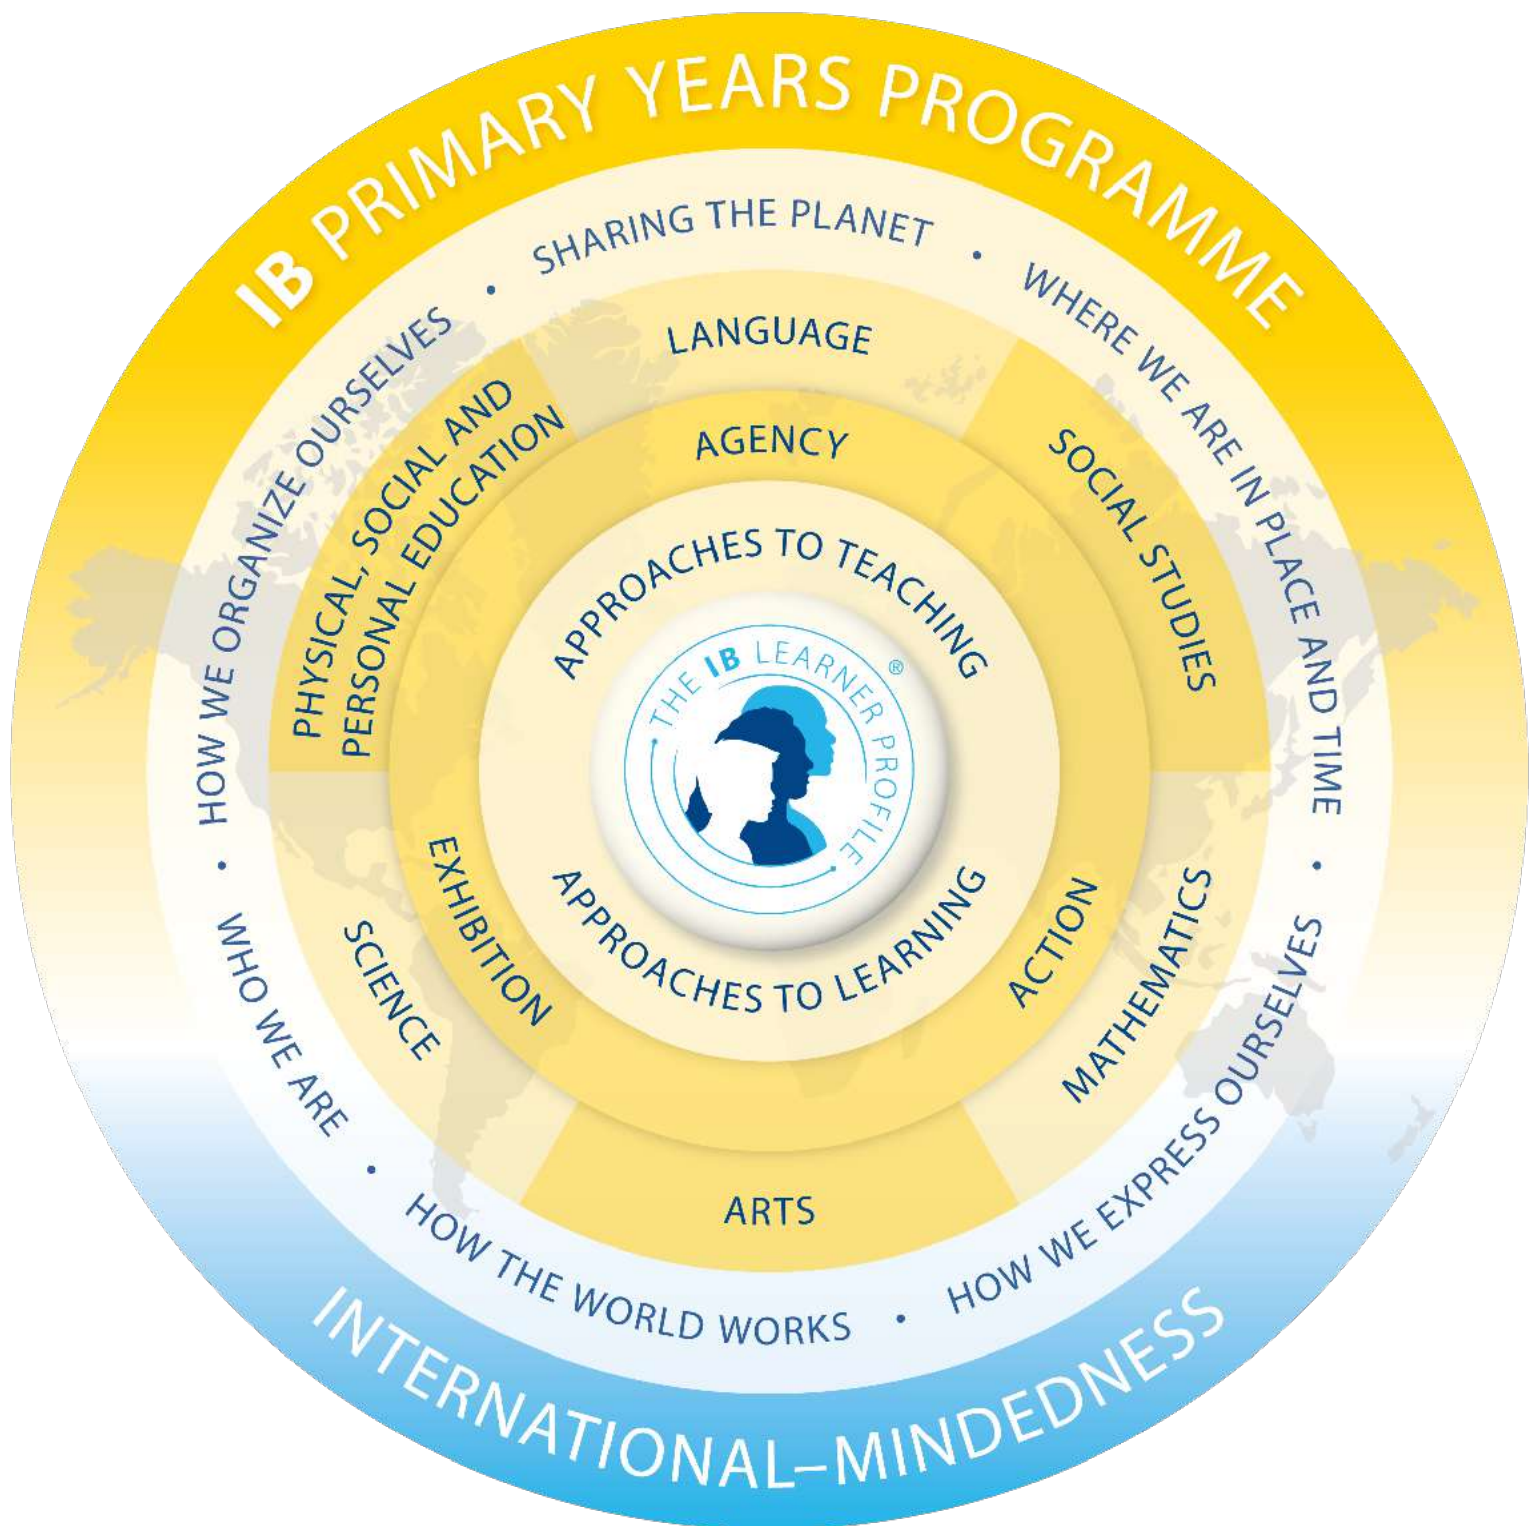 IB PRIMARY YEARS PROGRAMME
SHARING THE PLANET
•
WHERE WE ARE IN PLACE AND TIME
•
HOW WE EXPRESS OURSELVES
•
HOW THE WORLD WORKS
•
WHO WE ARE
•
HOW WE ORGANIZE OURSELVES
•
LANGUAGE
SOCIAL STUDIES
MATHEMATICS
ARTS
SCIENCE
PHYSICAL, SOCIAL AND
PERSONAL EDUCATION
AGENCY
ACTION
EXHIBITION
APPROACHES TO TEACHING
THE IB LEARNER PROFILE
®
APPROACHES TO LEARNING
INTERNATIONAL–MINDEDNESS